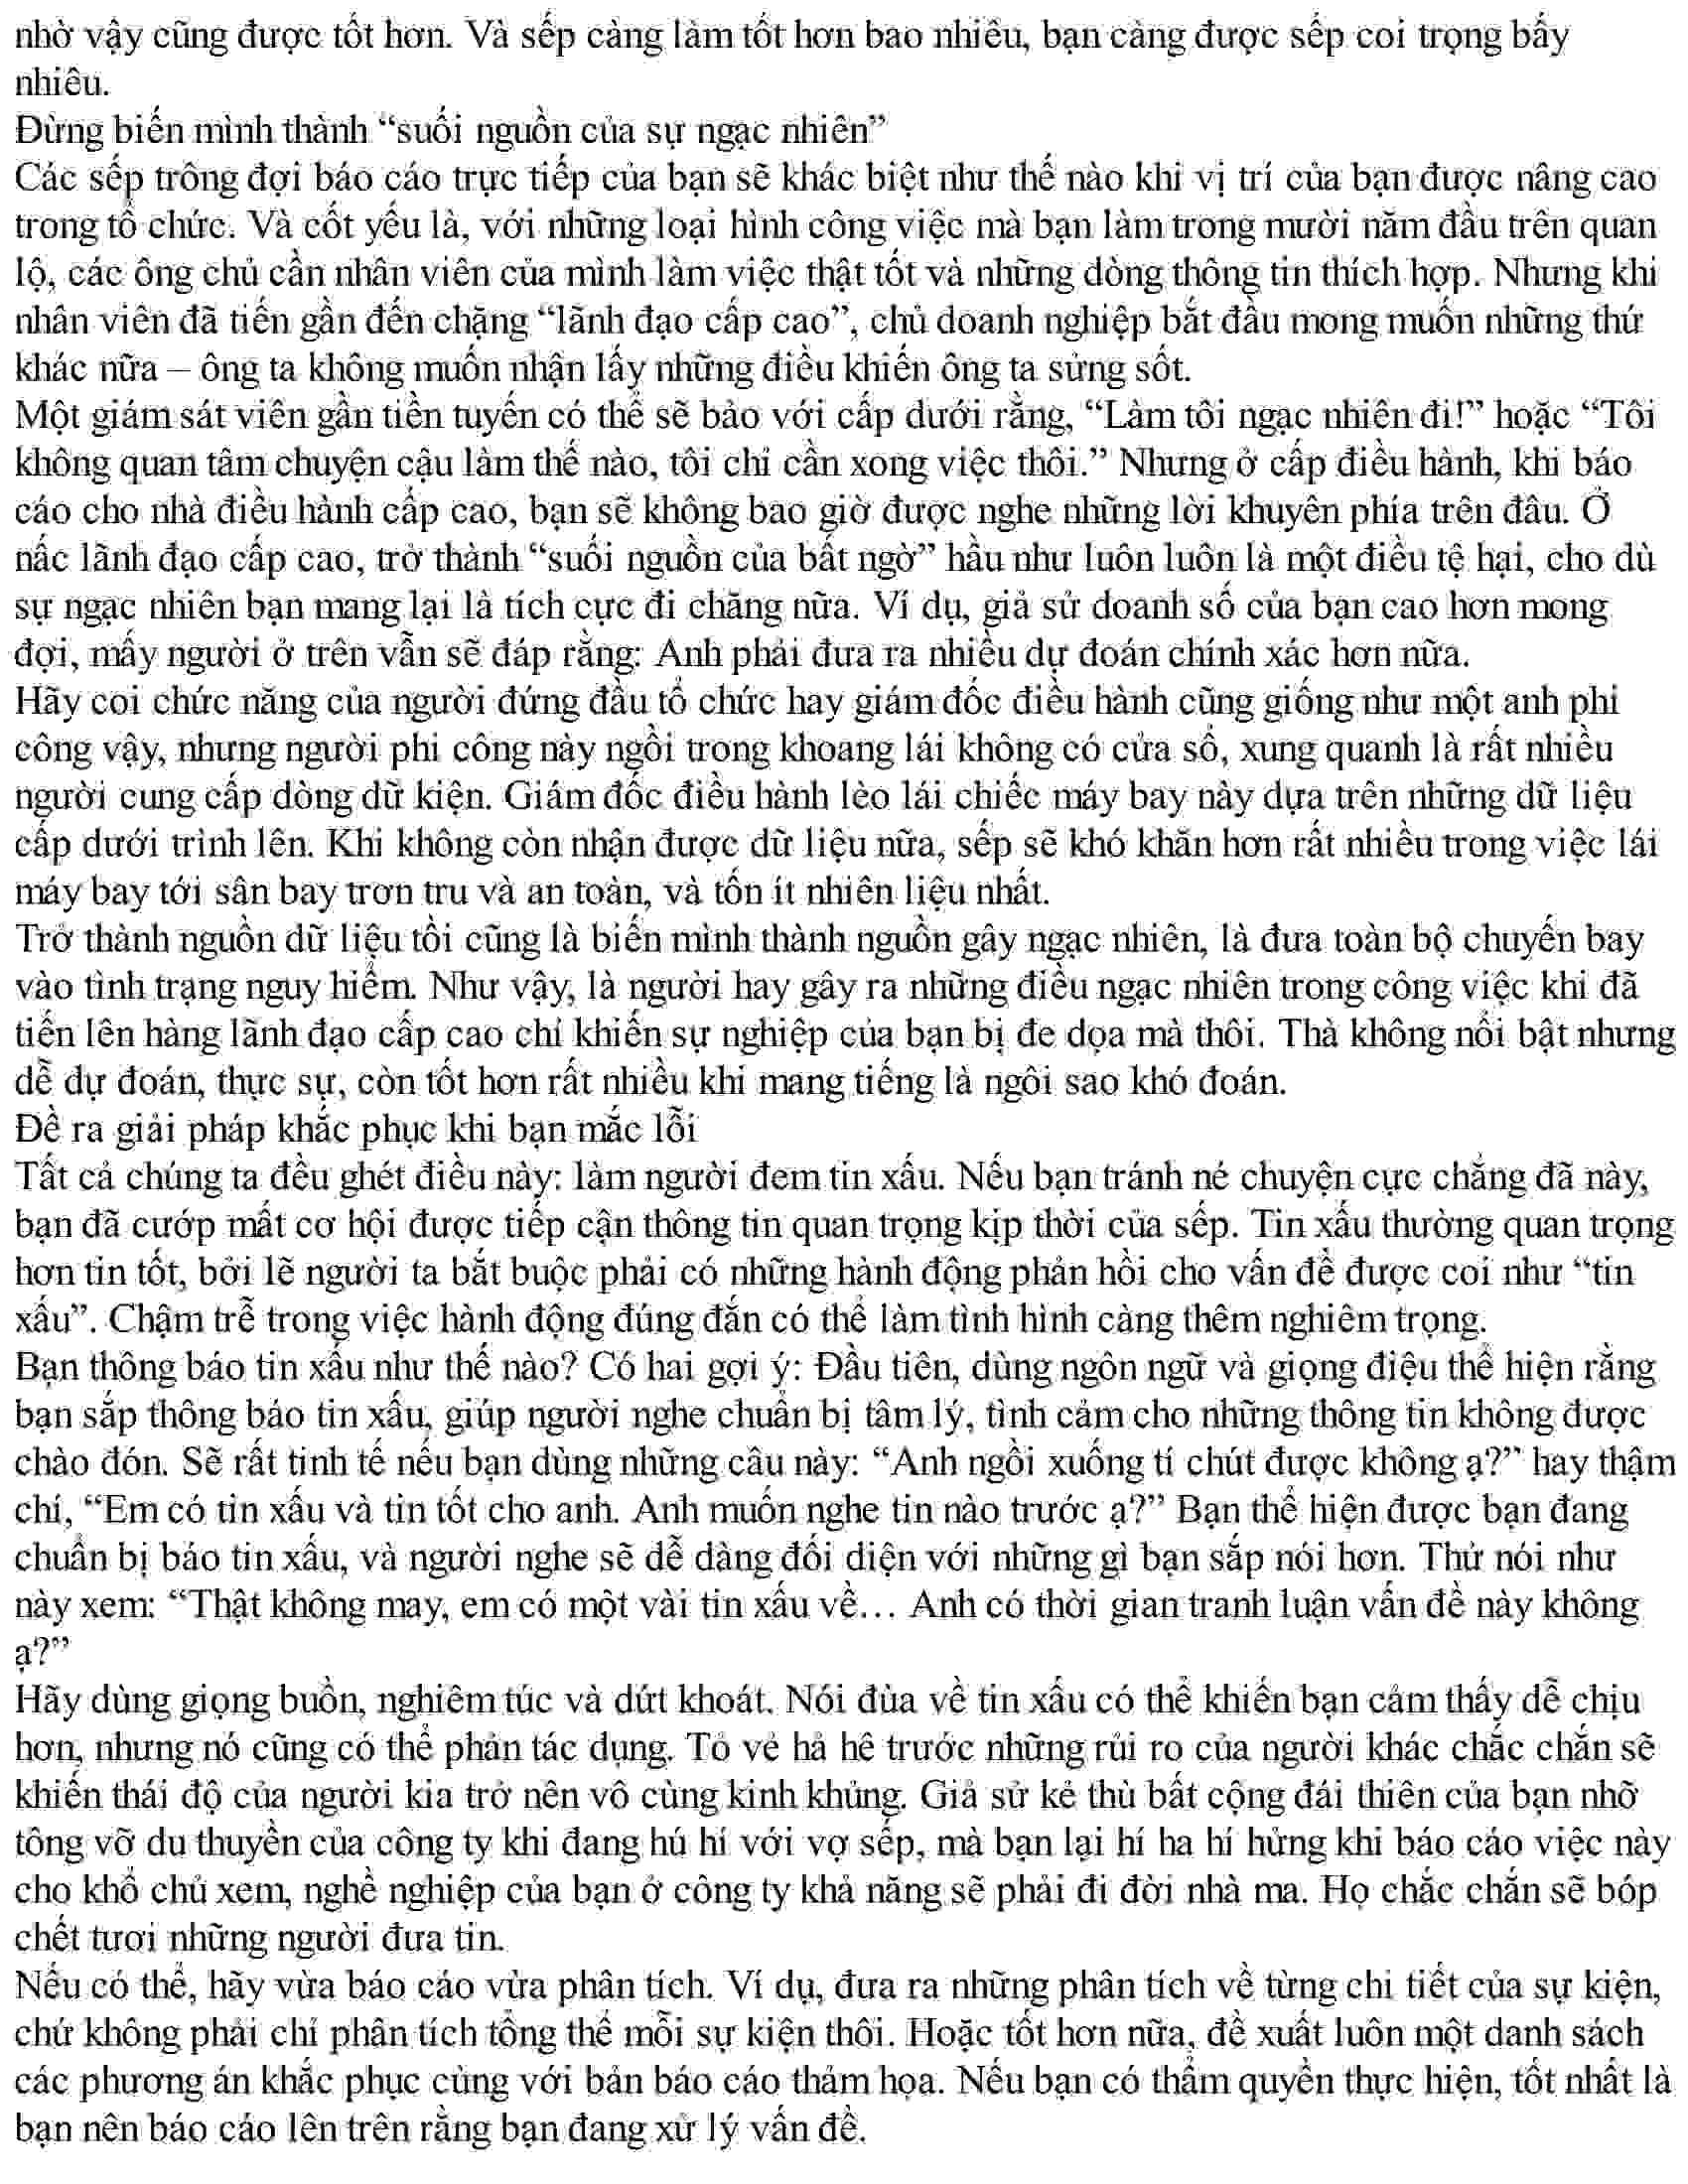 nhờ vậy cũng được tốt hơn. Và sếp càng làm tốt hơn bao nhiêu, bạn càng được sếp coi trọng bấy
nhiêu.
Đừng biến mình thành “suối nguồn của sự ngạc nhiên”
Các sếp trông đợi báo cáo trực tiếp của bạn sẽ khác biệt như thế nào khi vị trí của bạn được nâng cao
trong tổ chức. Và cốt yếu là, với những loại hình công việc mà bạn làm trong mười năm đầu trên quan
lộ, các ông chủ cần nhân viên của mình làm việc thật tốt và những dòng thông tin thích hợp. Nhưng khi
nhân viên đã tiến gần đến chặng “lãnh đạo cấp cao”, chủ doanh nghiệp bắt đầu mong muốn những thứ
khác nữa – ông ta không muốn nhận lấy những điều khiến ông ta sửng sốt.
Một giám sát viên gần tiền tuyến có thể sẽ bảo với cấp dưới rằng, “Làm tôi ngạc nhiên đi!” hoặc “Tôi
không quan tâm chuyện cậu làm thế nào, tôi chỉ cần xong việc thôi.” Nhưng ở cấp điều hành, khi báo
cáo cho nhà điều hành cấp cao, bạn sẽ không bao giờ được nghe những lời khuyên phía trên đâu. Ở
nấc lãnh đạo cấp cao, trở thành “suối nguồn của bất ngờ” hầu như luôn luôn là một điều tệ hại, cho dù
sự ngạc nhiên bạn mang lại là tích cực đi chăng nữa. Ví dụ, giả sử doanh số của bạn cao hơn mong
đợi, mấy người ở trên vẫn sẽ đáp rằng: Anh phải đưa ra nhiều dự đoán chính xác hơn nữa.
Hãy coi chức năng của người đứng đầu tổ chức hay giám đốc điều hành cũng giống như một anh phi
công vậy, nhưng người phi công này ngồi trong khoang lái không có cửa sổ, xung quanh là rất nhiều
người cung cấp dòng dữ kiện. Giám đốc điều hành lèo lái chiếc máy bay này dựa trên những dữ liệu
cấp dưới trình lên. Khi không còn nhận được dữ liệu nữa, sếp sẽ khó khăn hơn rất nhiều trong việc lái
máy bay tới sân bay trơn tru và an toàn, và tốn ít nhiên liệu nhất.
Trở thành nguồn dữ liệu tồi cũng là biến mình thành nguồn gây ngạc nhiên, là đưa toàn bộ chuyến bay
vào tình trạng nguy hiểm. Như vậy, là người hay gây ra những điều ngạc nhiên trong công việc khi đã
tiến lên hàng lãnh đạo cấp cao chỉ khiến sự nghiệp của bạn bị đe dọa mà thôi. Thà không nổi bật nhưng
dễ dự đoán, thực sự, còn tốt hơn rất nhiều khi mang tiếng là ngôi sao khó đoán.
Đề ra giải pháp khắc phục khi bạn mắc lỗi
Tất cả chúng ta đều ghét điều này: làm người đem tin xấu. Nếu bạn tránh né chuyện cực chẳng đã này,
bạn đã cướp mất cơ hội được tiếp cận thông tin quan trọng kịp thời của sếp. Tin xấu thường quan trọng
hơn tin tốt, bởi lẽ người ta bắt buộc phải có những hành động phản hồi cho vấn đề được coi như “tin
xấu”. Chậm trễ trong việc hành động đúng đắn có thể làm tình hình càng thêm nghiêm trọng.
Bạn thông báo tin xấu như thế nào? Có hai gợi ý: Đầu tiên, dùng ngôn ngữ và giọng điệu thể hiện rằng
bạn sắp thông báo tin xấu, giúp người nghe chuẩn bị tâm lý, tình cảm cho những thông tin không được
chào đón. Sẽ rất tinh tế nếu bạn dùng những câu này: “Anh ngồi xuống tí chút được không ạ?” hay thậm
chí, “Em có tin xấu và tin tốt cho anh. Anh muốn nghe tin nào trước ạ?” Bạn thể hiện được bạn đang
chuẩn bị báo tin xấu, và người nghe sẽ dễ dàng đối diện với những gì bạn sắp nói hơn. Thử nói như
này xem: “Thật không may, em có một vài tin xấu về… Anh có thời gian tranh luận vấn đề này không
ạ?”
Hãy dùng giọng buồn, nghiêm túc và dứt khoát. Nói đùa về tin xấu có thể khiến bạn cảm thấy dễ chịu
hơn, nhưng nó cũng có thể phản tác dụng. Tỏ vẻ hả hê trước những rủi ro của người khác chắc chắn sẽ
khiến thái độ của người kia trở nên vô cùng kinh khủng. Giả sử kẻ thù bất cộng đái thiên của bạn nhỡ
tông vỡ du thuyền của công ty khi đang hú hí với vợ sếp, mà bạn lại hí ha hí hửng khi báo cáo việc này
cho khổ chủ xem, nghề nghiệp của bạn ở công ty khả năng sẽ phải đi đời nhà ma. Họ chắc chắn sẽ bóp
chết tươi những người đưa tin.
Nếu có thể, hãy vừa báo cáo vừa phân tích. Ví dụ, đưa ra những phân tích về từng chi tiết của sự kiện,
chứ không phải chỉ phân tích tổng thể mỗi sự kiện thôi. Hoặc tốt hơn nữa, đề xuất luôn một danh sách
các phương án khắc phục cùng với bản báo cáo thảm họa. Nếu bạn có thẩm quyền thực hiện, tốt nhất là
bạn nên báo cáo lên trên rằng bạn đang xử lý vấn đề.